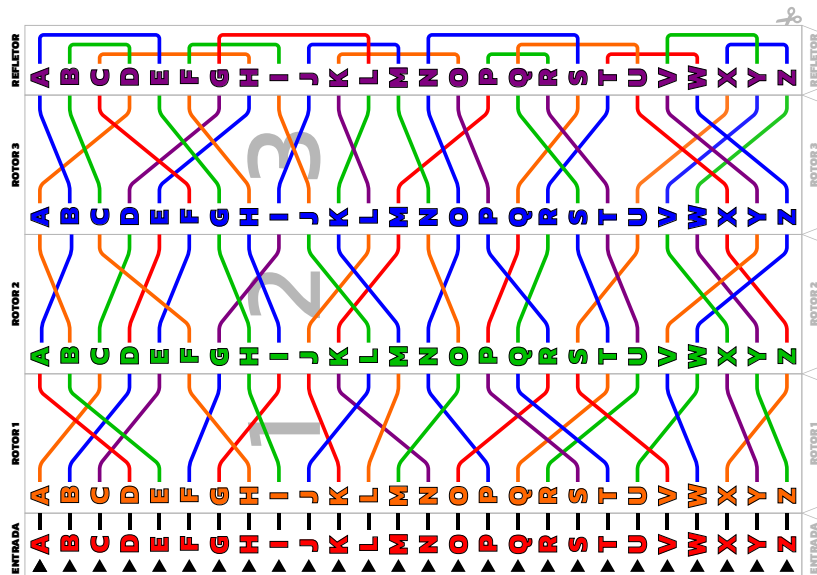 REFLETOR A B C D E F G H I J K L M N O P Q R S T U V W X Y Z REFLETOR
ROTOR 3 3 ROTOR 3
A B C D E F G H I J K L M N O P Q R S T U V W X Y Z
ROTOR 2 2 ROTOR 2
A B C D E F G H I J K L M N O P Q R S T U V W X Y Z
ROTOR 1 1 ROTOR 1
A B C D E F G H I J K L M N O P Q R S T U V W X Y Z
ENTRADA A B C D E F G H I J K L M N O P Q R S T U V W X Y Z ENTRADA